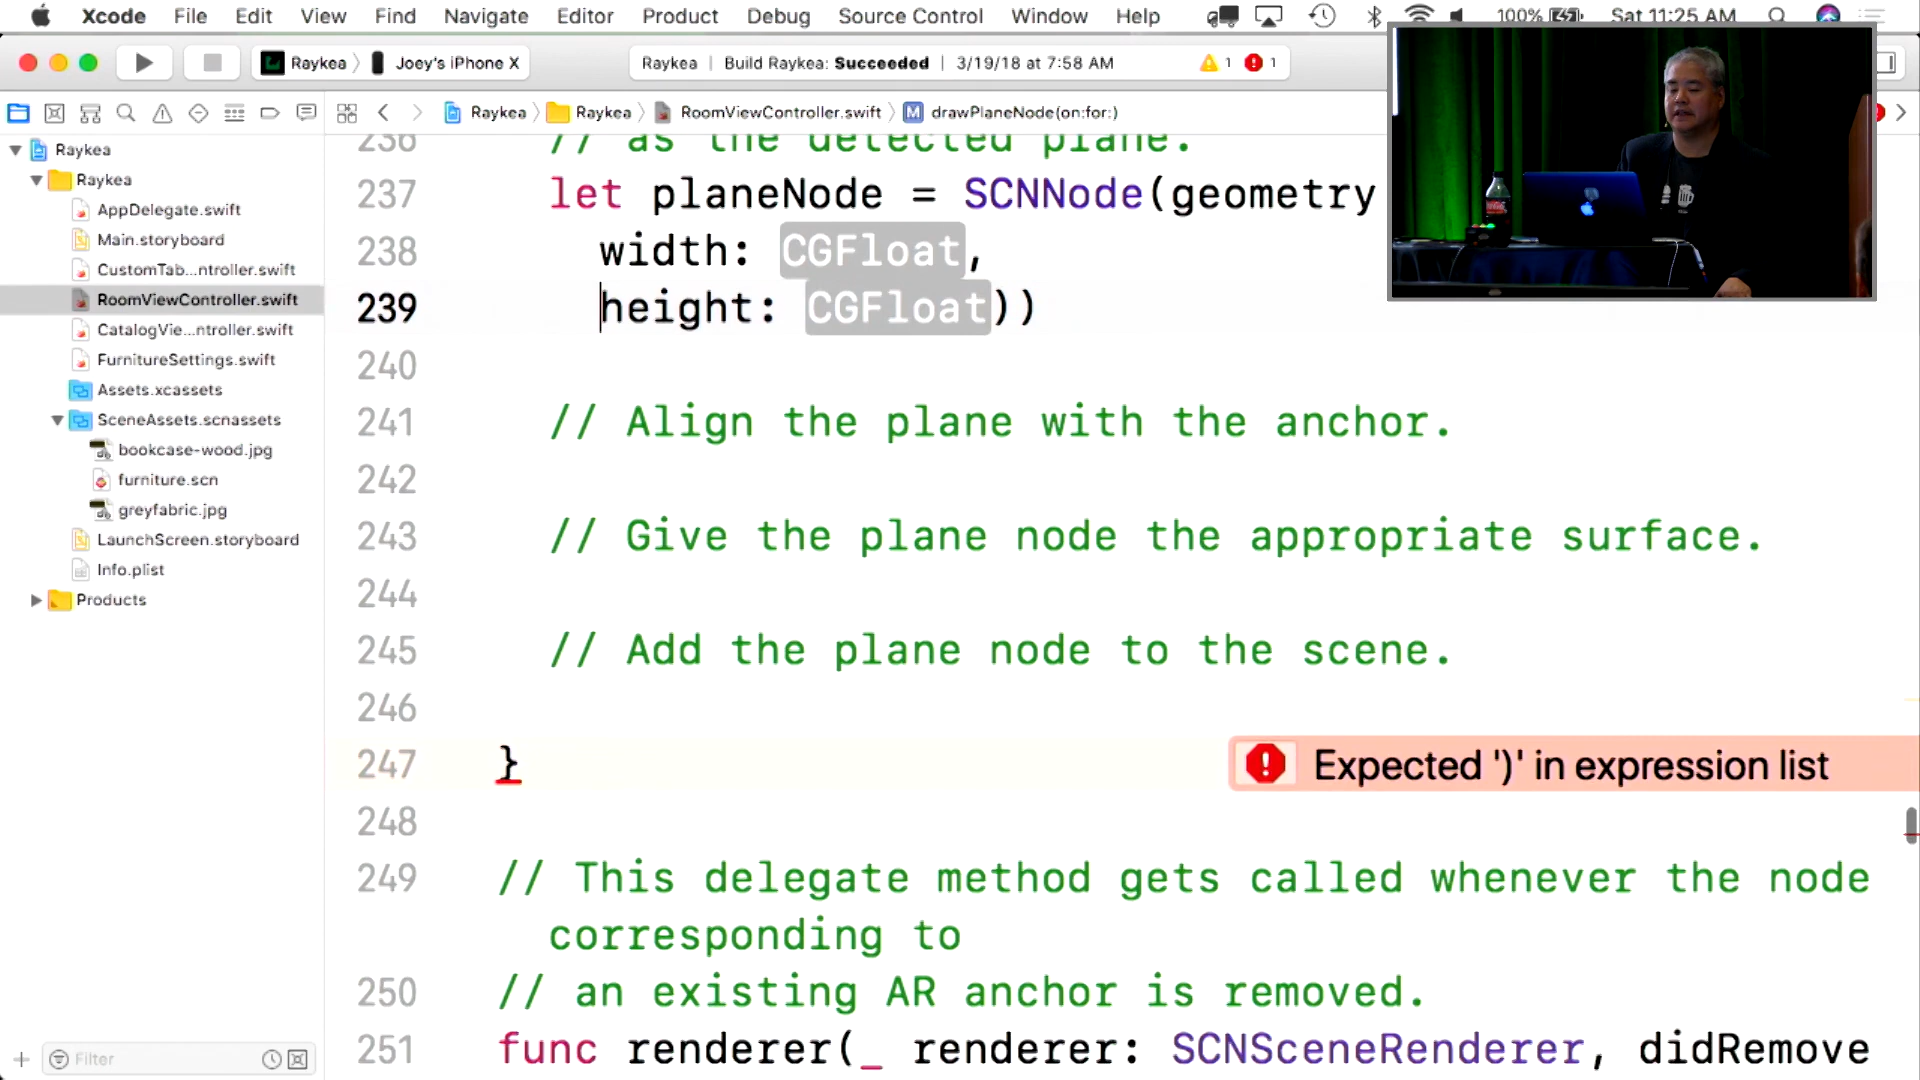 Xcode File Edit View Find Navigate Editor Product Debug Source Control Window Help 100% Sat 11:25 AM
Raykea Joey's iPhone X Raykea | Build Raykea: Succeeded | 3/19/18 at 7:58 AM 1 1
Raykea Raykea RoomViewController.swift M drawPlaneNode(on:for:)
Raykea
Raykea
AppDelegate.swift
Main.storyboard
CustomTab...ntroller.swift
RoomViewController.swift
CatalogVie...ntroller.swift
FurnitureSettings.swift
Assets.xcassets
SceneAssets.scnassets
bookcase-wood.jpg
furniture.scn
greyfabric.jpg
LaunchScreen.storyboard
Info.plist
Products
Filter
236 // as the detected plane.
237 let planeNode = SCNNode(geometry
238 width: CGFloat,
239 height: CGFloat))
240
241 // Align the plane with the anchor.
242
243 // Give the plane node the appropriate surface.
244
245 // Add the plane node to the scene.
246
247 } Expected ')' in expression list
248
249 // This delegate method gets called whenever the node
corresponding to
250 // an existing AR anchor is removed.
251 func renderer(_ renderer: SCNSceneRenderer, didRemove